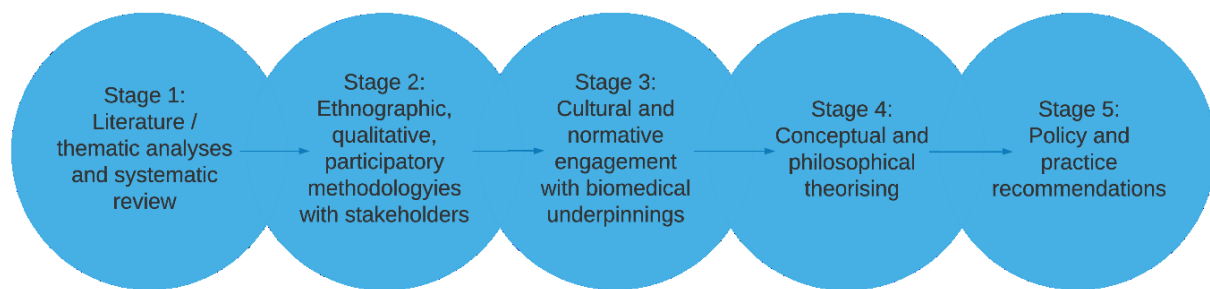 Stage 1:
Literature /
thematic analyses
and systematic
review
Stage 2:
Ethnographic,
qualitative,
participatory
methodologyies
with stakeholders
Stage 3:
Cultural and
normative
engagement
with biomedical
underpinnings
Stage 4:
Conceptual and
philosophical
theorising
Stage 5:
Policy and
practice
recommendations